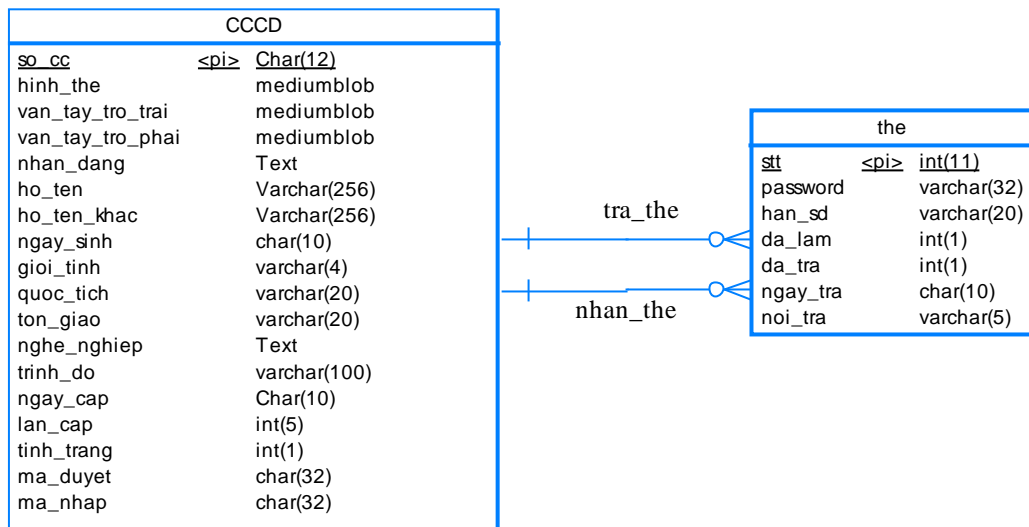 CCCD
so_cc <pi> Char(12)
hinh_the mediumblob
van_tay_tro_trai mediumblob
van_tay_tro_phai mediumblob
nhan_dang Text
ho_ten Varchar(256)
ho_ten_khac Varchar(256)
ngay_sinh char(10)
gioi_tinh varchar(4)
quoc_tich varchar(20)
ton_giao varchar(20)
nghe_nghiep Text
trinh_do varchar(100)
ngay_cap Char(10)
lan_cap int(5)
tinh_trang int(1)
ma_duyet char(32)
ma_nhap char(32)
tra_the
nhan_the
the
stt <pi> int(11)
password varchar(32)
han_sd varchar(20)
da_lam int(1)
da_tra int(1)
ngay_tra char(10)
noi_tra varchar(5)